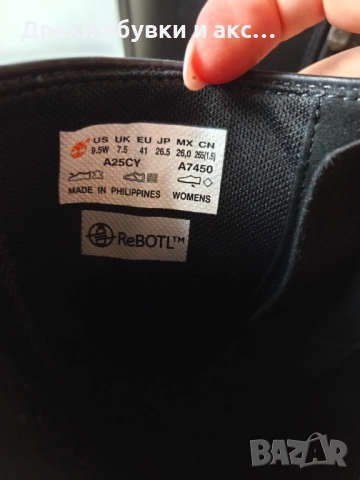 Дрехи обувки и акс...
US UK EU JP MX CN
9.5W 7.5 41 26.5 26,0 265(1.5)
A25CY A7450
MADE IN PHILIPPINES WOMENS
ReBOTL™
BAZAR